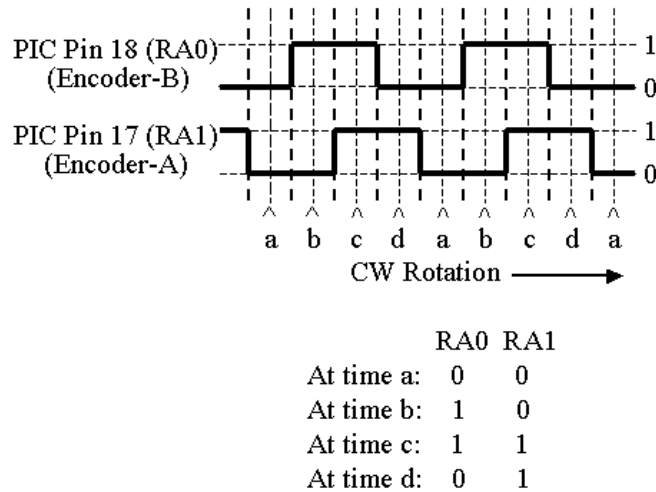 PIC Pin 18 (RA0)
(Encoder-B)
1
0
PIC Pin 17 (RA1)
(Encoder-A)
1
0
a b c d a b c d a
CW Rotation
RA0 RA1
At time a: 0 0
At time b: 1 0
At time c: 1 1
At time d: 0 1